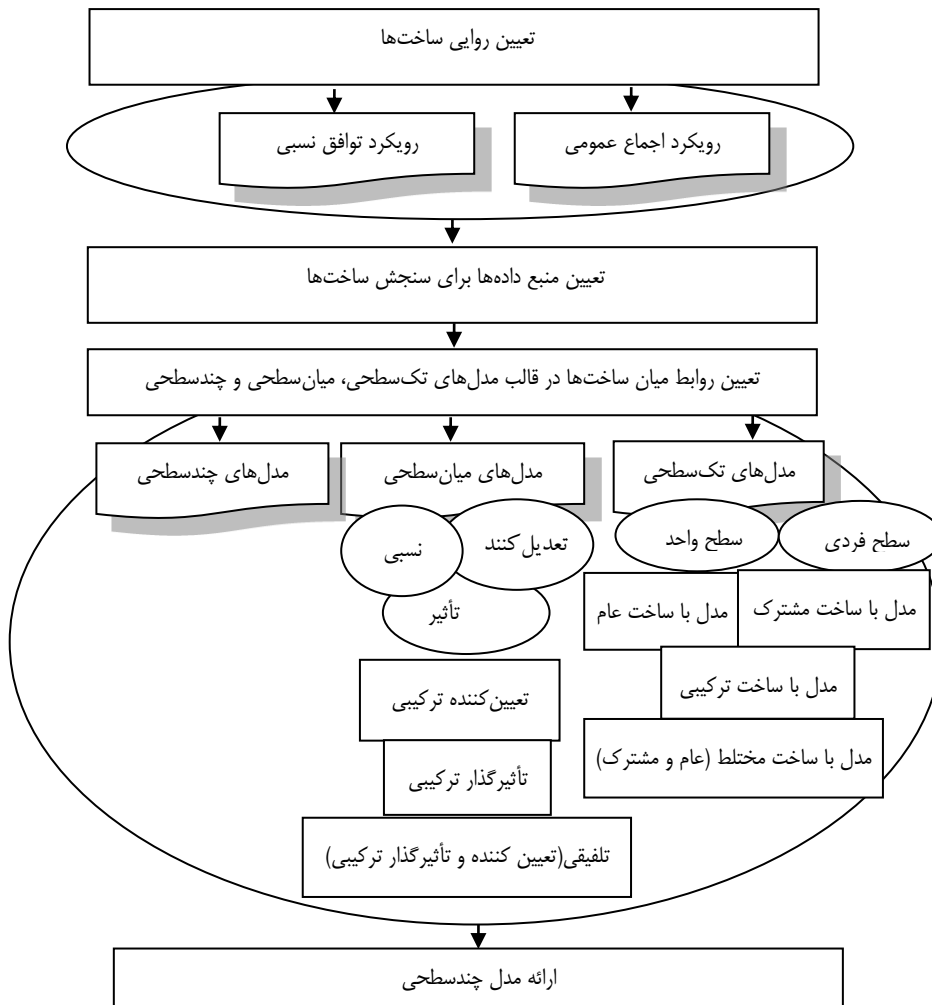 تعیین روایی ساخت‌ها
رویکرد اجماع عمومی
رویکرد توافق نسبی
تعیین منبع داده‌ها برای سنجش ساخت‌ها
تعیین روابط میان ساخت‌ها در قالب مدل‌های تک‌سطحی، میان‌سطحی و چندسطحی
مدل‌های تک‌سطحی
مدل‌های میان‌سطحی
مدل‌های چندسطحی
سطح فردی
سطح واحد
تعدیل کنند
نسبی
تأثیر
مدل با ساخت مشترک
مدل با ساخت عام
مدل با ساخت ترکیبی
مدل با ساخت مختلط (عام و مشترک)
تعیین‌کننده ترکیبی
تأثیرگذار ترکیبی
تلفیقی(تعیین کننده و تأثیرگذار ترکیبی)
ارائه مدل چندسطحی